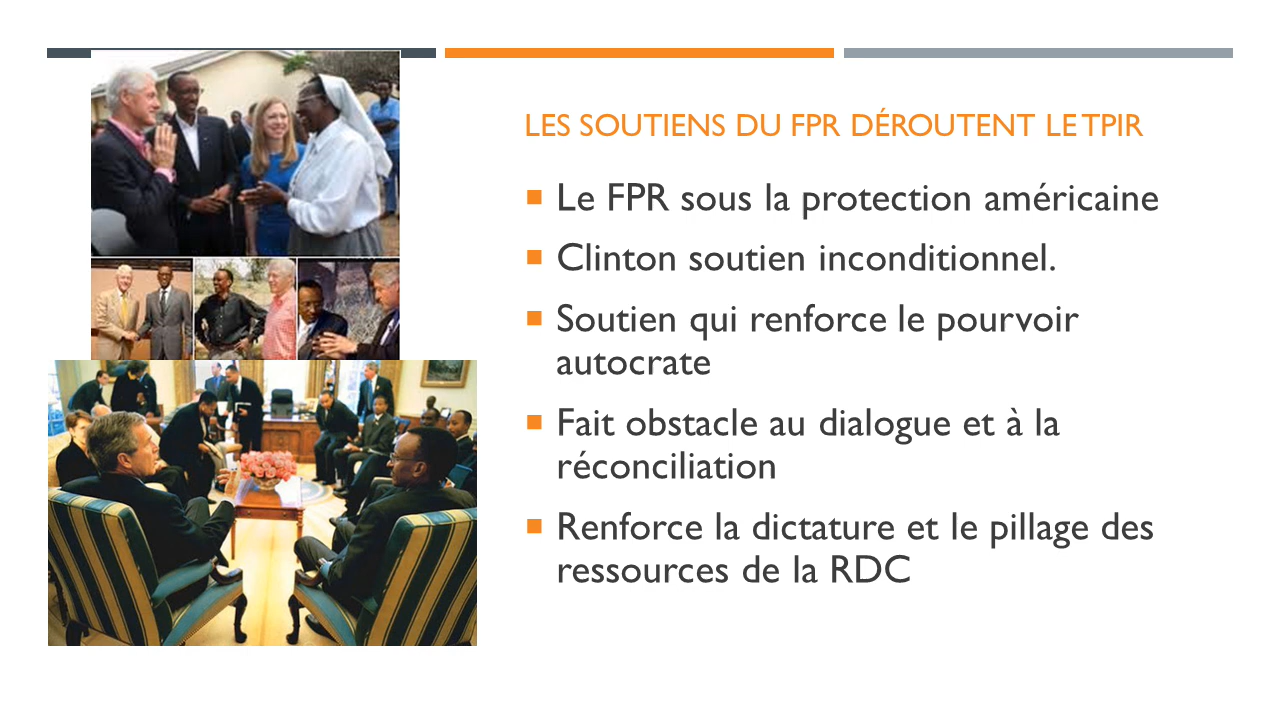 LES SOUTIENS DU FPR DÉROUTENT LE TPIR
Le FPR sous la protection américaine
Clinton soutien inconditionnel.
Soutien qui renforce le pourvoir
autocrate
Fait obstacle au dialogue et à la
réconciliation
Renforce la dictature et le pillage des
ressources de la RDC